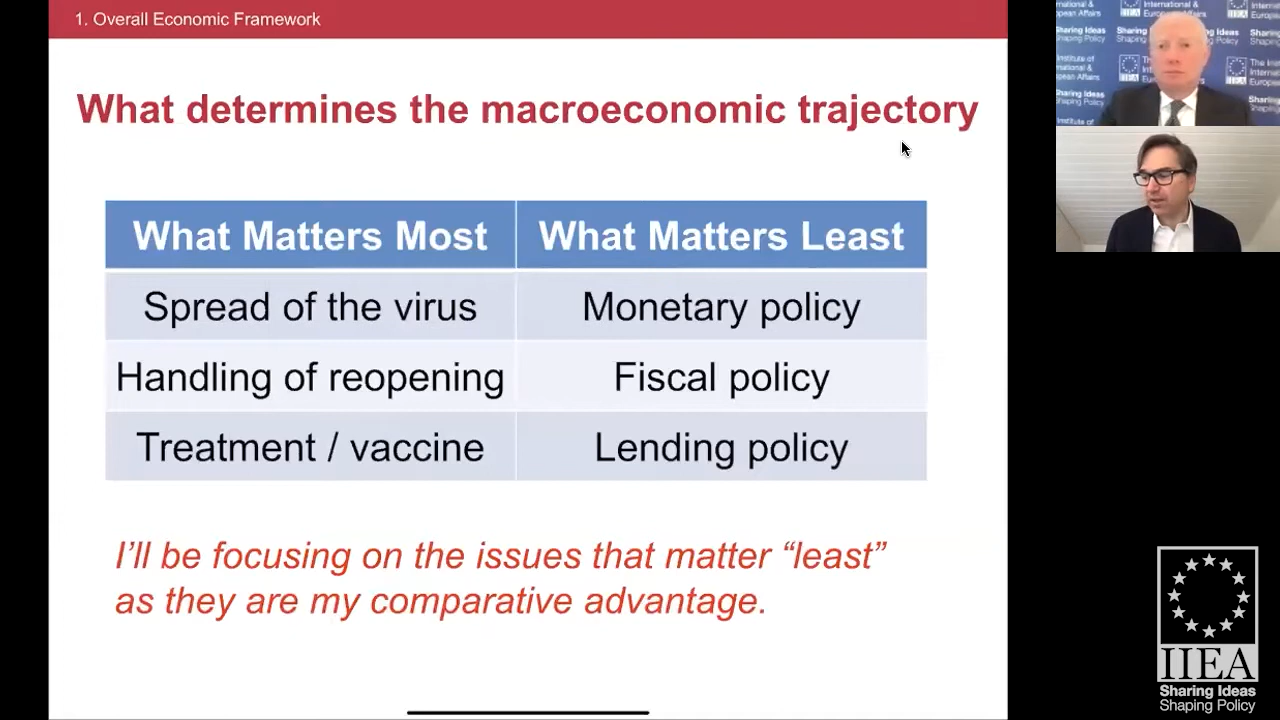 1. Overall Economic Framework
What determines the macroeconomic trajectory
What Matters Most
What Matters Least
Spread of the virus
Monetary policy
Handling of reopening
Fiscal policy
Treatment / vaccine
Lending policy
I’ll be focusing on the issues that matter “least”
as they are my comparative advantage.
IIEA
Sharing Ideas
Shaping Policy